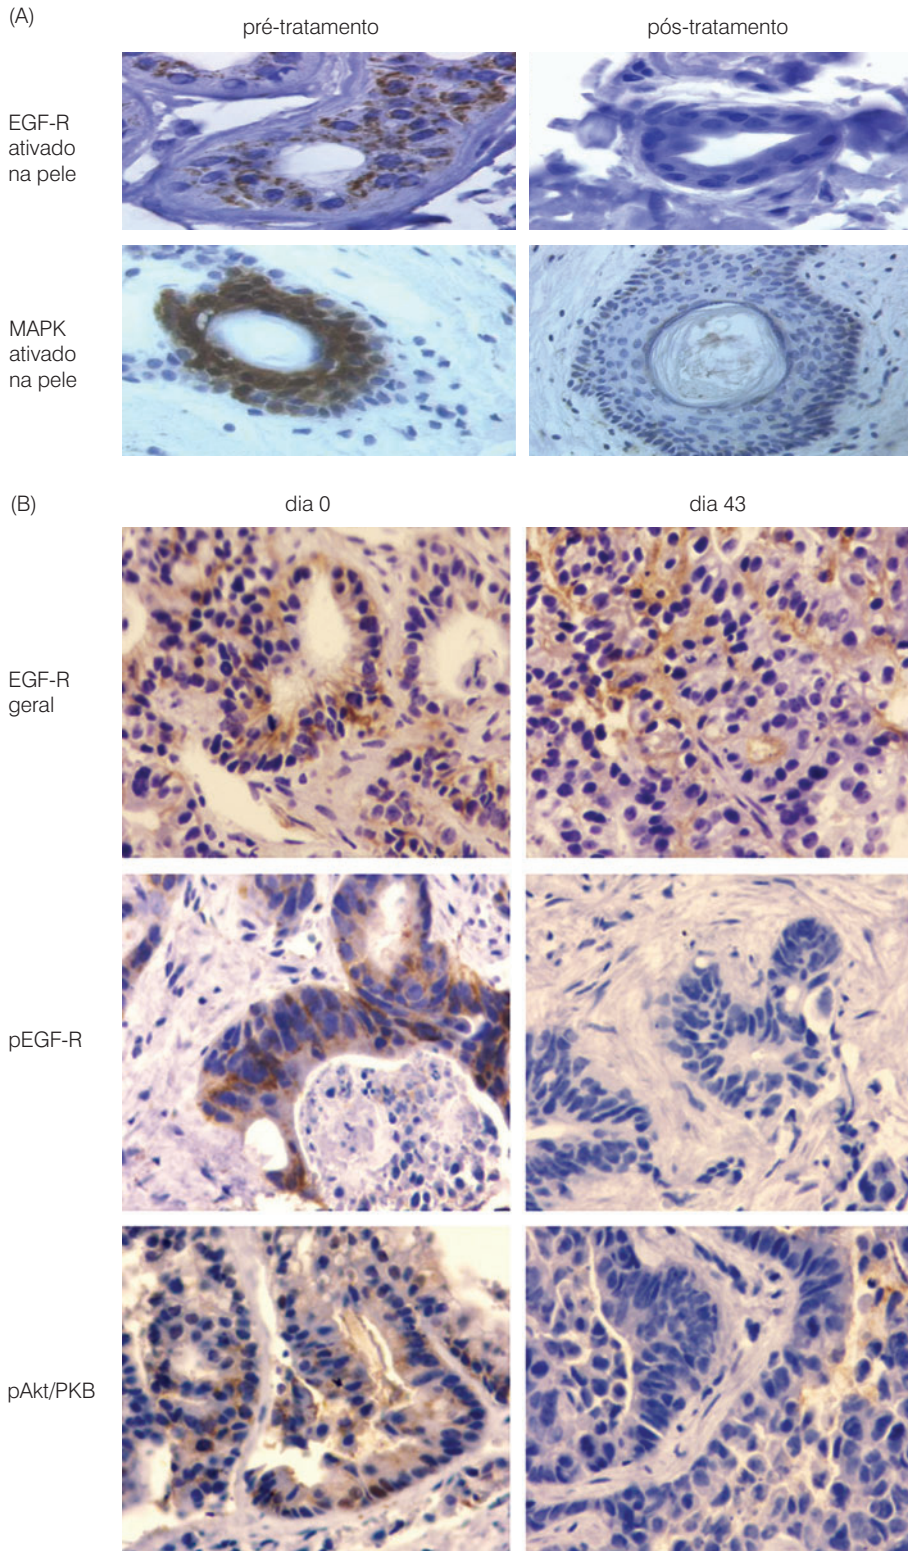 (A)
pré-tratamento
pós-tratamento
EGF-R
ativado
na pele
MAPK
ativado
na pele
(B)
dia 0
dia 43
EGF-R
geral
pEGF-R
pAkt/PKB